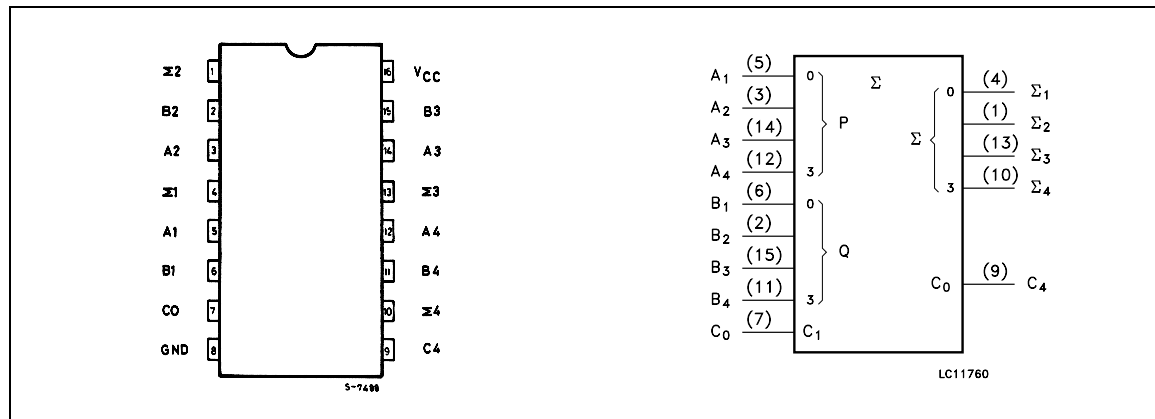 Σ2 1 16 VCC
B2 2 15 B3
A2 3 14 A3
Σ1 4 13 Σ3
A1 5 12 A4
B1 6 11 B4
CO 7 10 Σ4
GND 8 9 C4
S-7498
Σ
A1 (5) 0
A2 (3)
P
A3 (14)
A4 (12) 3
B1 (6) 0
B2 (2)
Q
B3 (15)
B4 (11) 3
C0 (7) C1
0 (4) Σ1
(1) Σ2
Σ
(13) Σ3
3 (10) Σ4
C0 (9) C4
LC11760